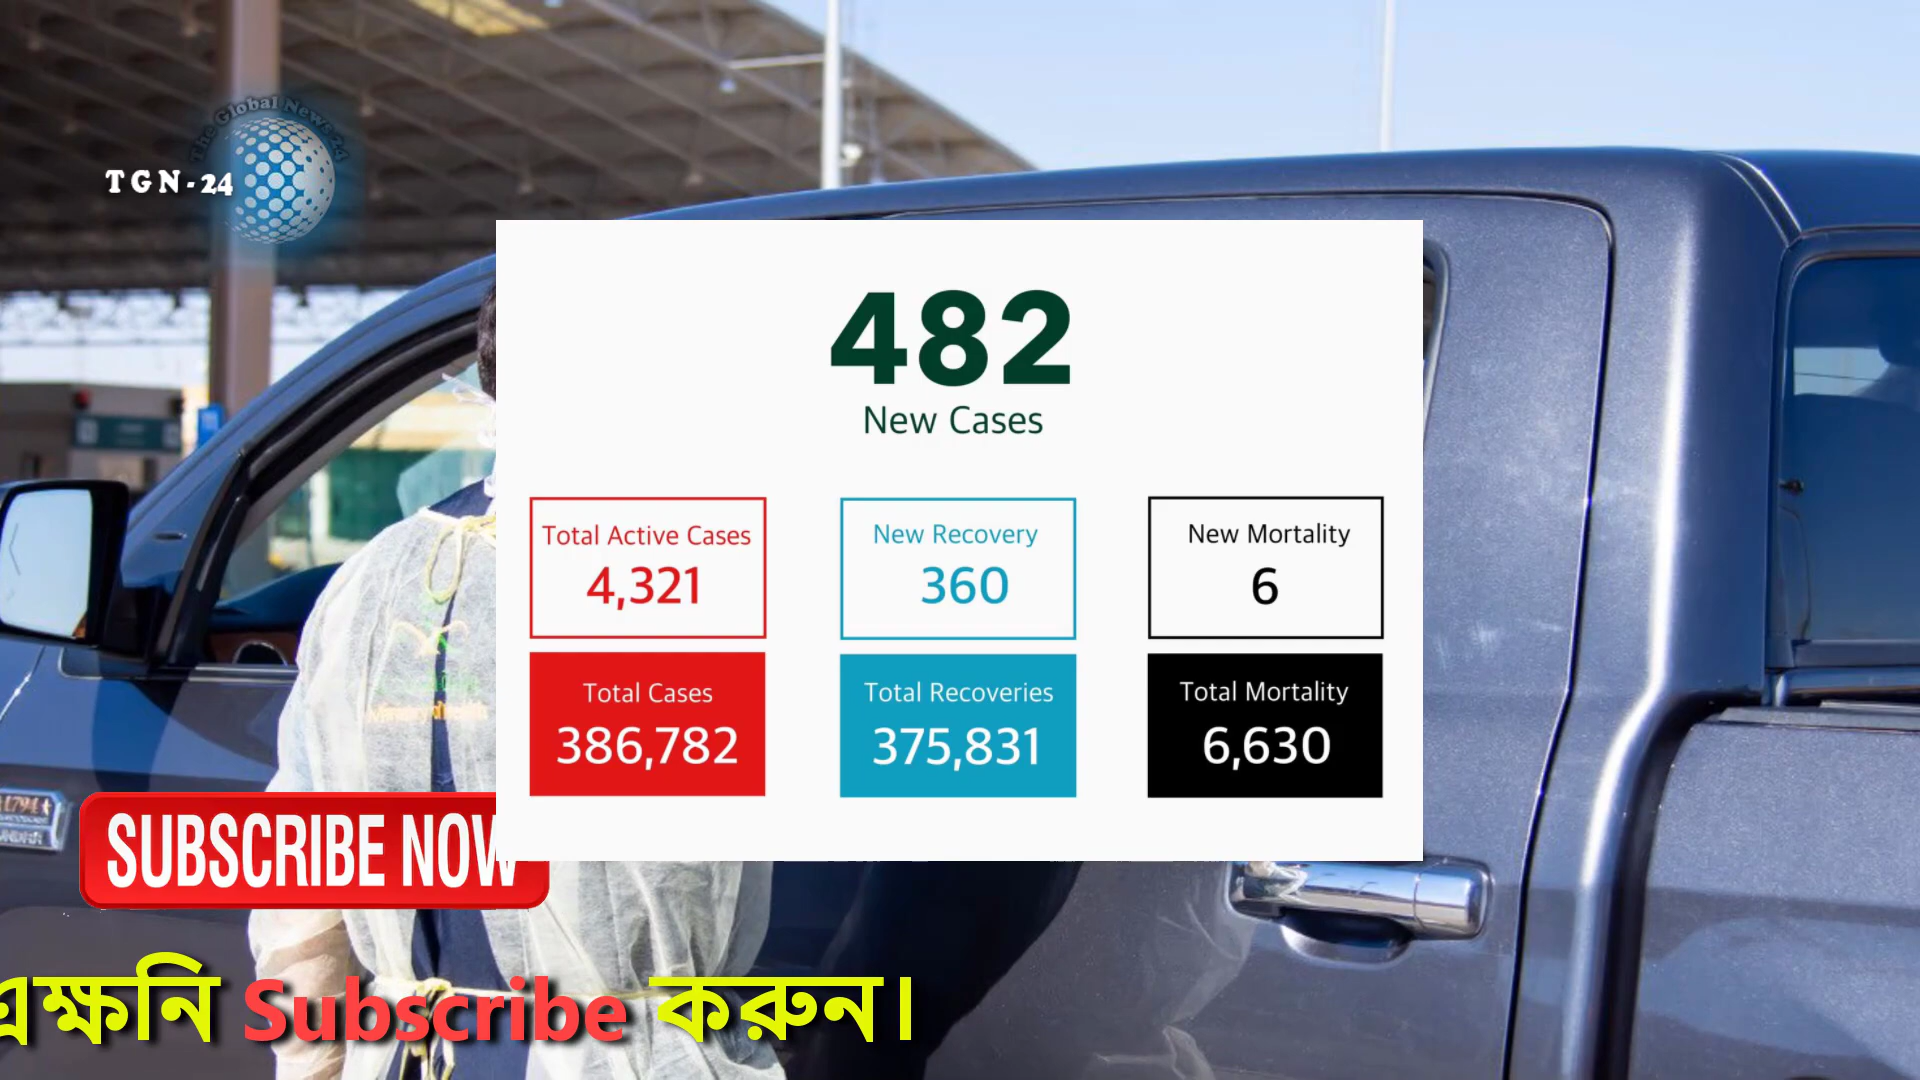 The Global News 24
TGN-24
482
New Cases
Total Active Cases
4,321
New Recovery
360
New Mortality
6
Total Cases
386,782
Total Recoveries
375,831
Total Mortality
6,630
1794
SUBSCRIBE NOW
এক্ষনি Subscribe করুন।